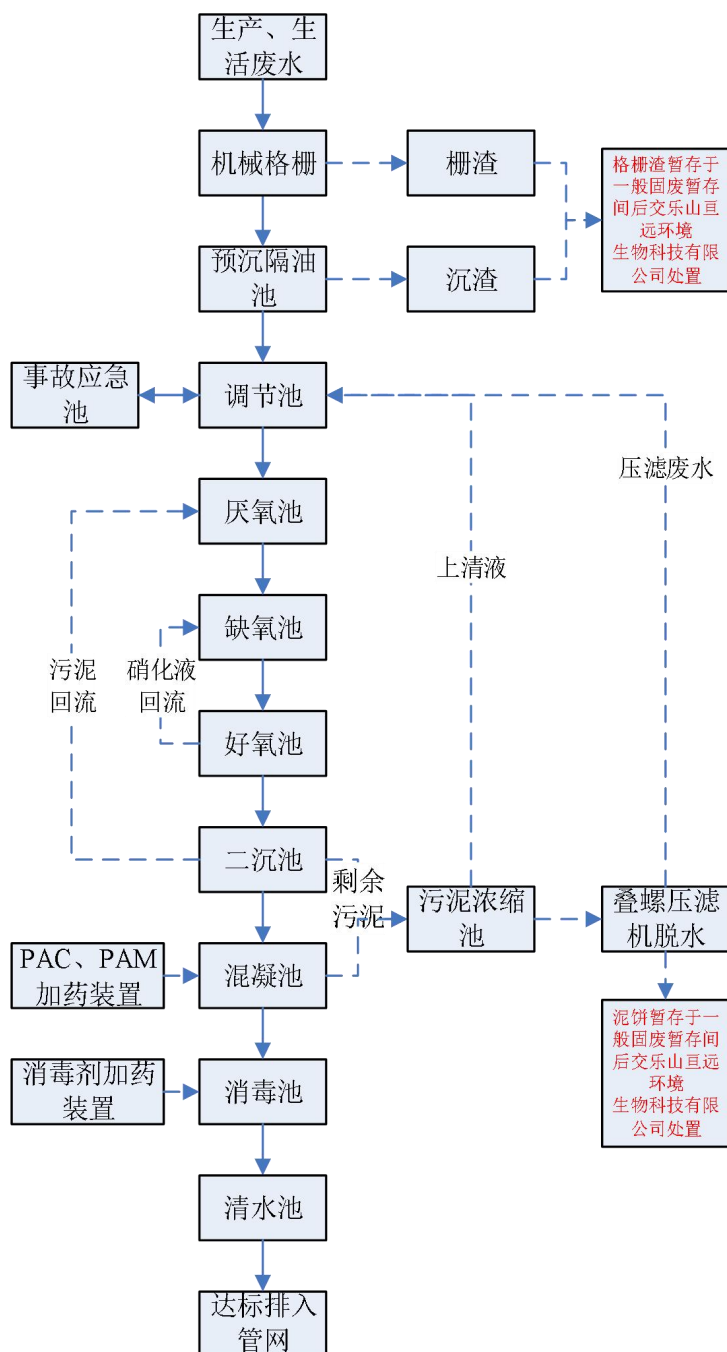 生产、生
活废水
机械格栅
栅渣
格栅渣暂存于
一般固废暂存
间后交乐山亘
远环境
生物科技有限
公司处置
预沉隔油
池
沉渣
事故应急
池
调节池
压滤废水
厌氧池
上清液
缺氧池
污泥
回流
硝化液
回流
好氧池
二沉池
剩余
污泥
污泥浓缩
池
叠螺压滤
机脱水
PAC、PAM
加药装置
混凝池
泥饼暂存于一
般固废暂存间
后交乐山亘远
环境
生物科技有限
公司处置
消毒剂加药
装置
消毒池
清水池
达标排入
管网